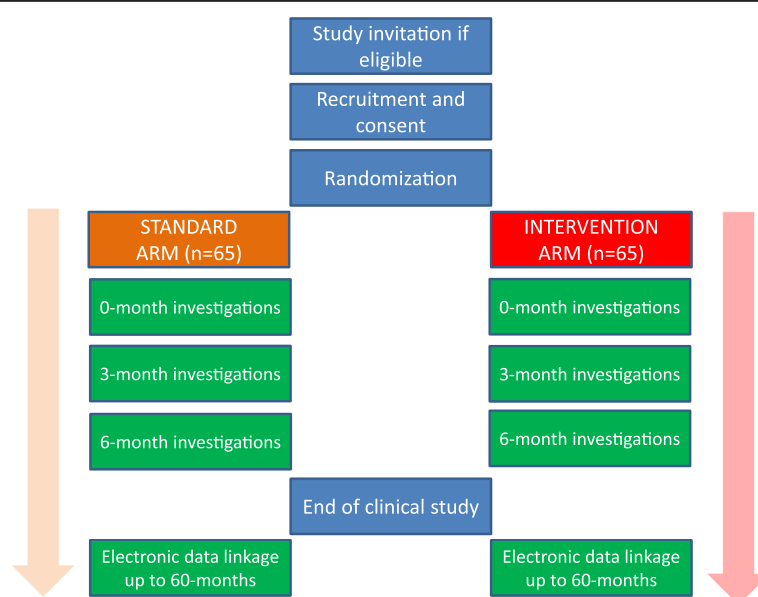 Study invitation if
eligible
Recruitment and
consent
Randomization
STANDARD
ARM (n=65)
INTERVENTION
ARM (n=65)
0-month investigations
0-month investigations
3-month investigations
3-month investigations
6-month investigations
6-month investigations
End of clinical study
Electronic data linkage
up to 60-months
Electronic data linkage
up to 60-months